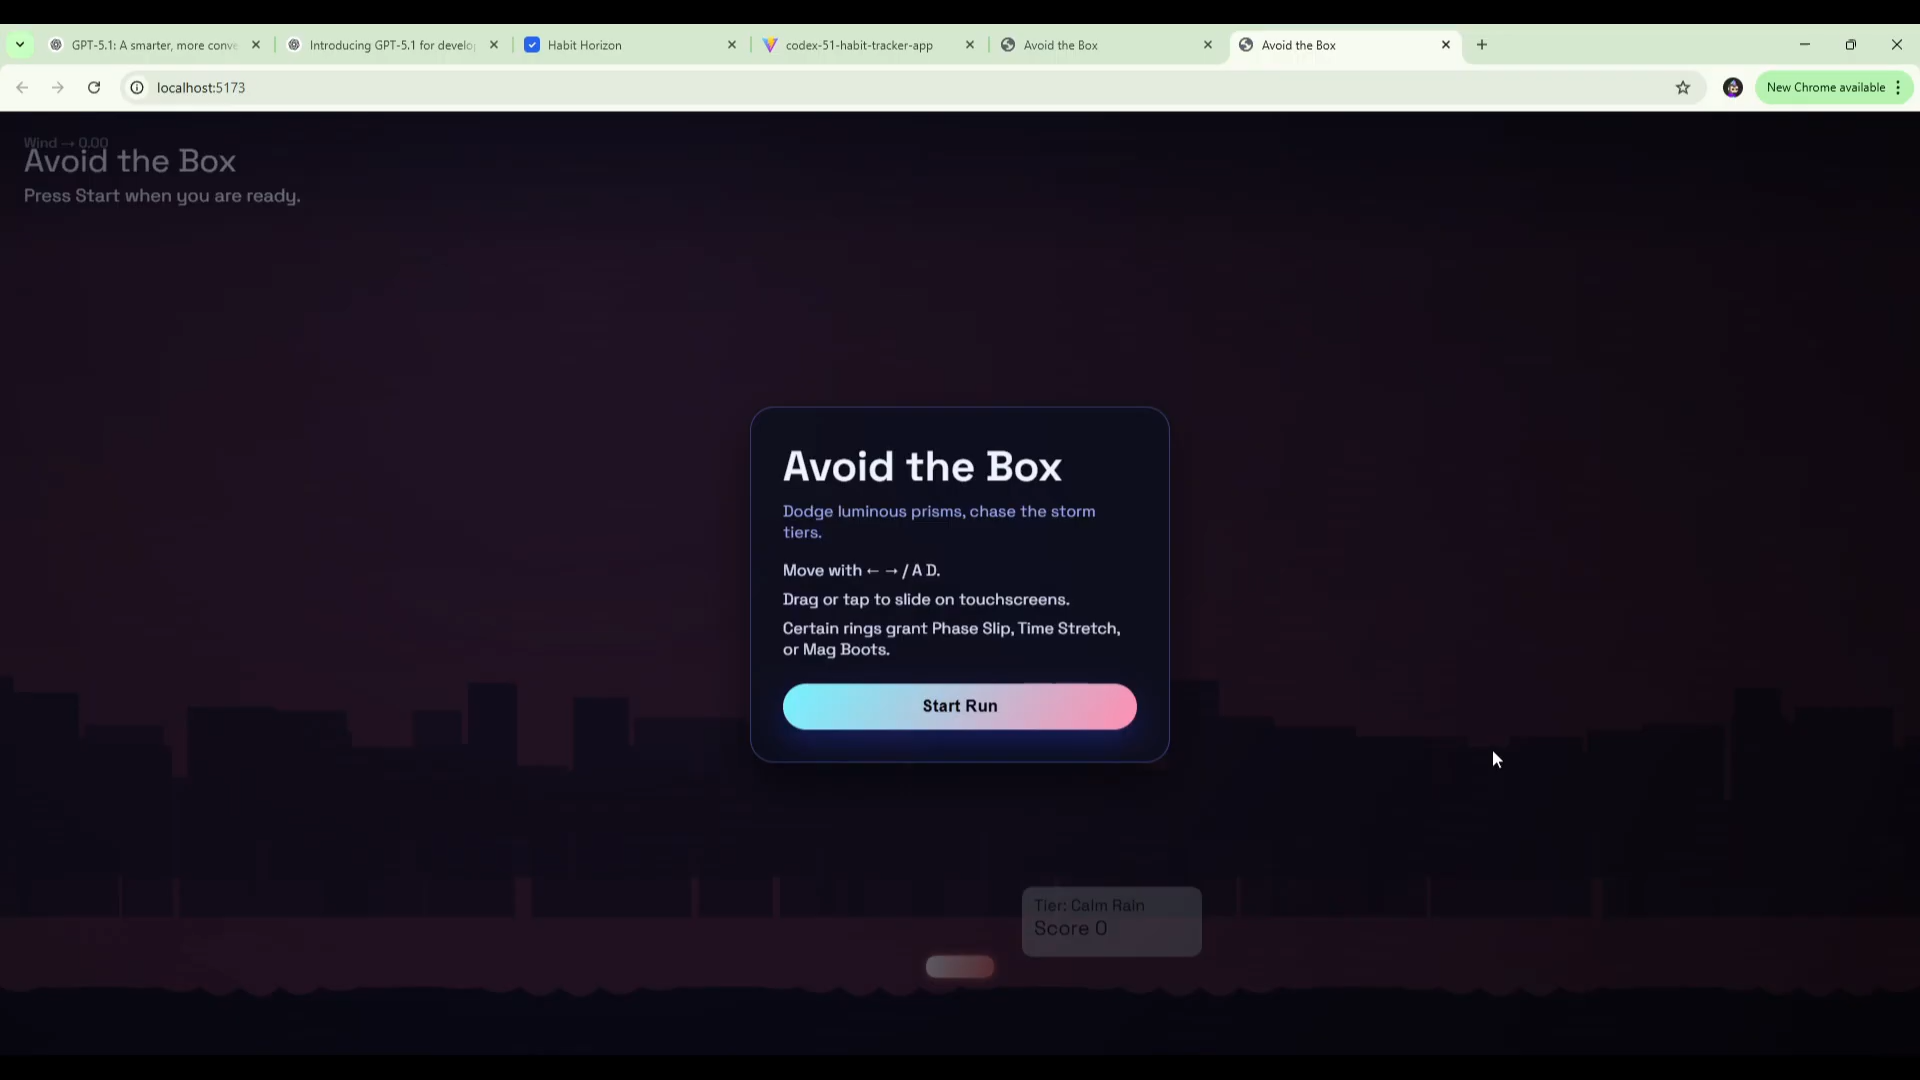 GPT-5.1: A smarter, more conve
Introducing GPT-5.1 for develo
Habit Horizon
codex-51-habit-tracker-app
Avoid the Box
Avoid the Box
localhost:5173
New Chrome available
Wind → 0.00
Avoid the Box
Press Start when you are ready.
Avoid the Box
Dodge luminous prisms, chase the storm
tiers.
Move with ← → / A D.
Drag or tap to slide on touchscreens.
Certain rings grant Phase Slip, Time Stretch,
or Mag Boots.
Start Run
Tier: Calm Rain
Score 0